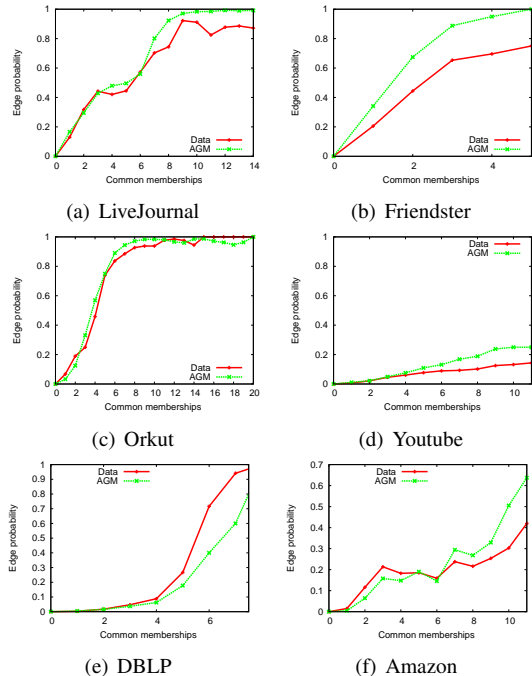 1
0.8
0.6
0.4
0.2
0
Edge probability
Data
AGM
0 2 4 6 8 10 12 14
Common memberships
(a) LiveJournal
1
0.8
0.6
0.4
0.2
0
Edge probability
Data
AGM
0 2 4
Common memberships
(b) Friendster
1
0.8
0.6
0.4
0.2
0
Edge probability
Data
AGM
0 2 4 6 8 10 12 14 16 18 20
Common memberships
(c) Orkut
1
0.8
0.6
0.4
0.2
0
Edge probability
Data
AGM
0 2 4 6 8 10
Common memberships
(d) Youtube
1
0.9
0.8
0.7
0.6
0.5
0.4
0.3
0.2
0.1
0
Edge probability
Data
AGM
0 2 4 6
Common memberships
(e) DBLP
0.7
0.6
0.5
0.4
0.3
0.2
0.1
0
Edge probability
Data
AGM
0 2 4 6 8 10
Common memberships
(f) Amazon